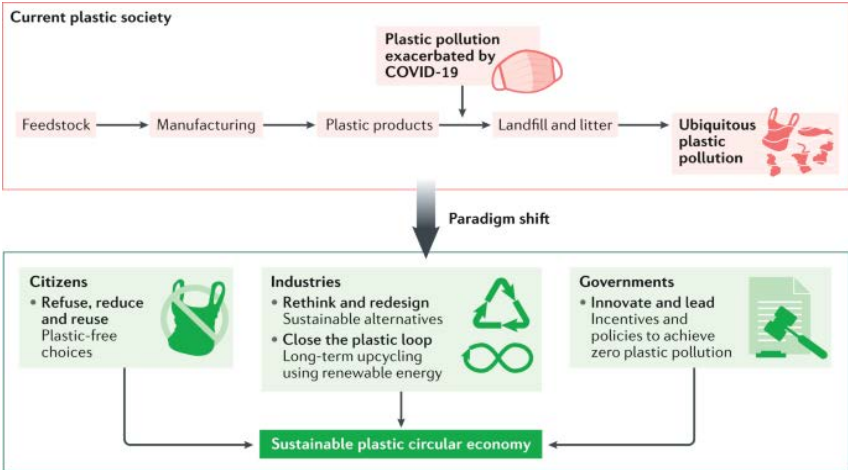 Current plastic society
Plastic pollution
exacerbated by
COVID-19
Feedstock
Manufacturing
Plastic products
Landfill and litter
Ubiquitous
plastic
pollution
Paradigm shift
Citizens
• Refuse, reduce
and reuse
Plastic-free
choices
Industries
• Rethink and redesign
Sustainable alternatives
• Close the plastic loop
Long-term upcycling
using renewable energy
Governments
• Innovate and lead
Incentives and
policies to achieve
zero plastic pollution
Sustainable plastic circular economy